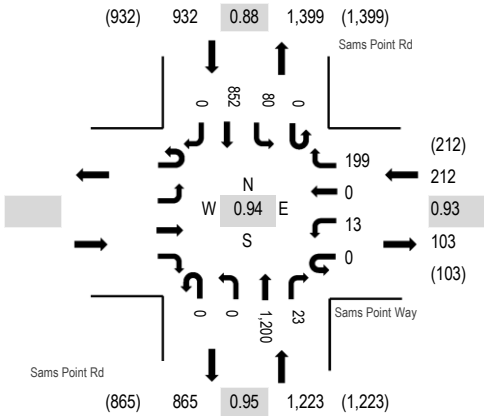 (932) 932 0.88 1,399 (1,399)
Sams Point Rd
0 852 80 0
(212)
199
212
0
N
W 0.94 E
0.93
13
S
103
0
(103)
0 0 1,200 23
Sams Point Way
Sams Point Rd
(865) 865 0.95 1,223 (1,223)